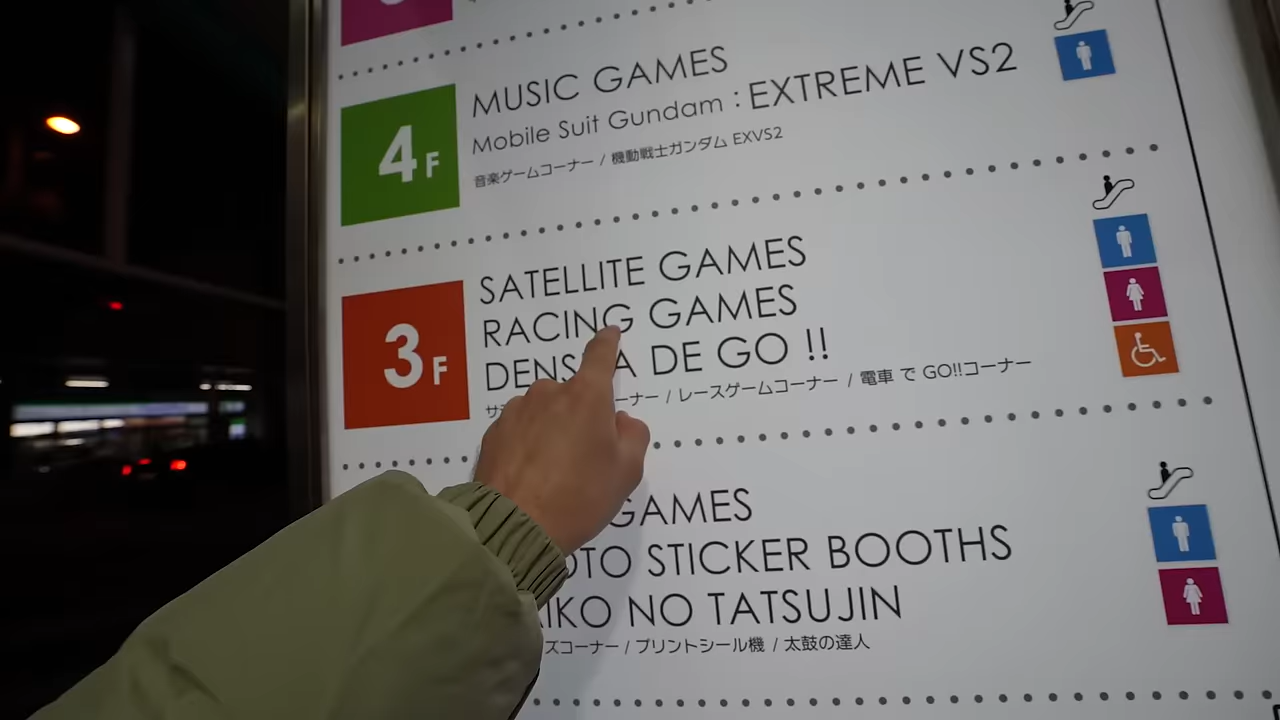 4F
MUSIC GAMES
Mobile Suit Gundam : EXTREME VS2
音楽ゲームコーナー / 機動戦士ガンダム EXVS2
3F
SATELLITE GAMES
RACING GAMES
DENSHA DE GO !!
ーナー / レースゲームコーナー / 電車 で GO!!コーナー
GAMES
STICKER BOOTHS
NO TATSUJIN
ズコーナー / プリントシール機 / 太鼓の達人